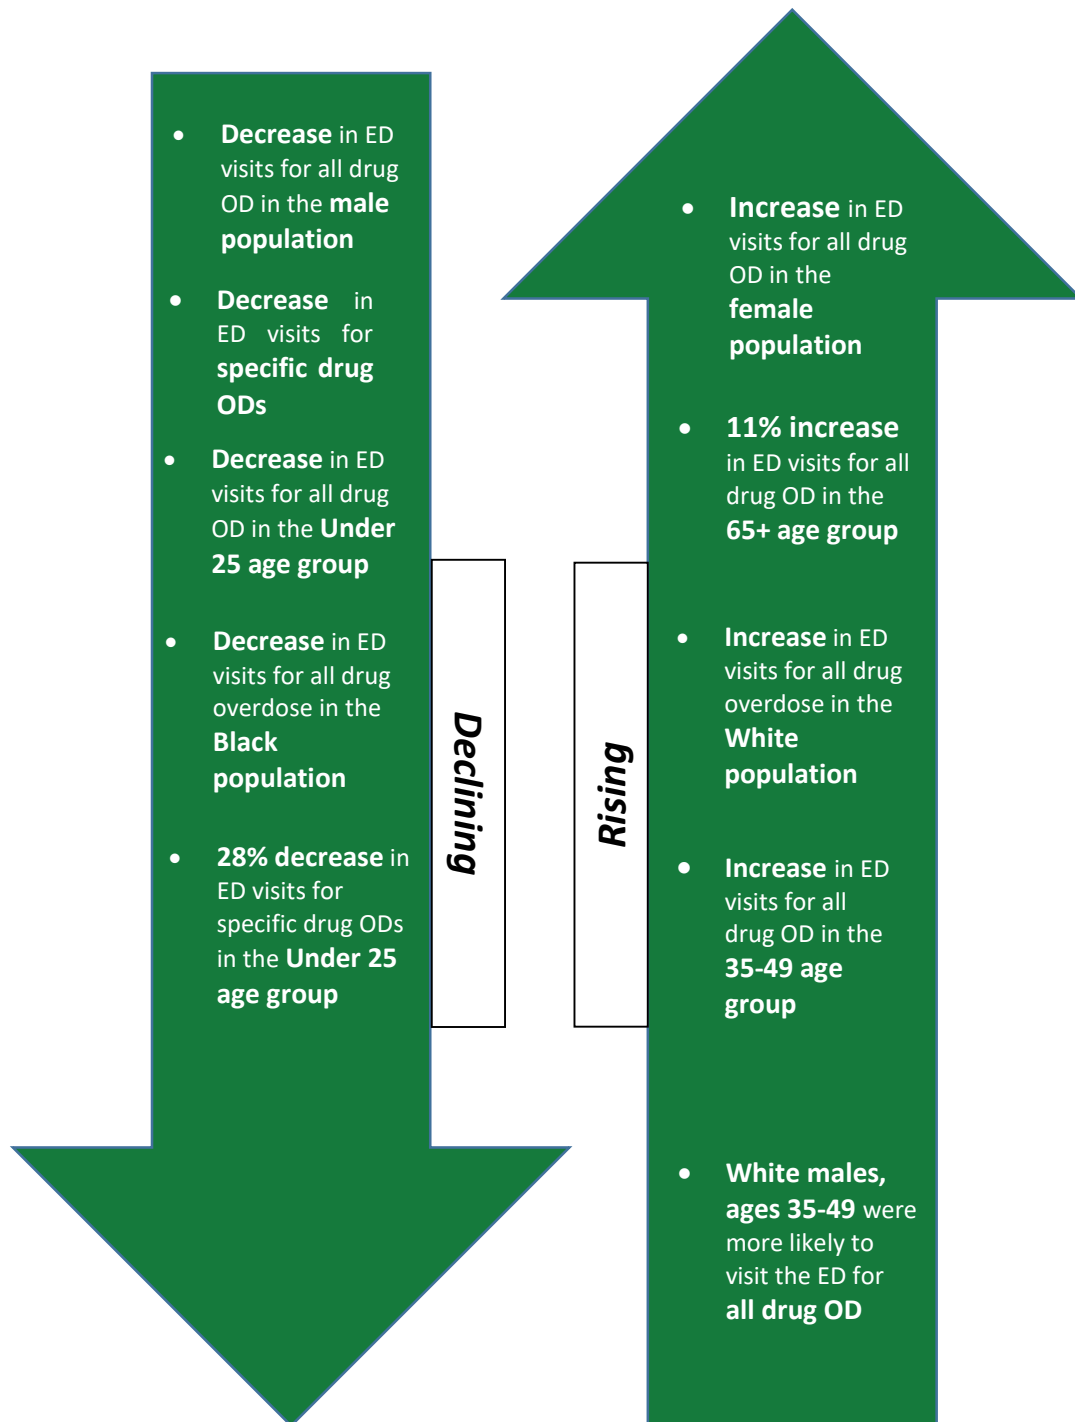 • Decrease in ED
visits for all drug
OD in the male
population
• Decrease in
ED visits for
specific drug
ODs
• Decrease in ED
visits for all drug
OD in the Under
25 age group
• Decrease in ED
visits for all drug
overdose in the
Black
population
• 28% decrease in
ED visits for
specific drug ODs
in the Under 25
age group
Declining
Rising
• Increase in ED
visits for all drug
OD in the
female
population
• 11% increase
in ED visits for all
drug OD in the
65+ age group
• Increase in ED
visits for all drug
overdose in the
White
population
• Increase in ED
visits for all
drug OD in the
35-49 age
group
• White males,
ages 35-49 were
more likely to
visit the ED for
all drug OD